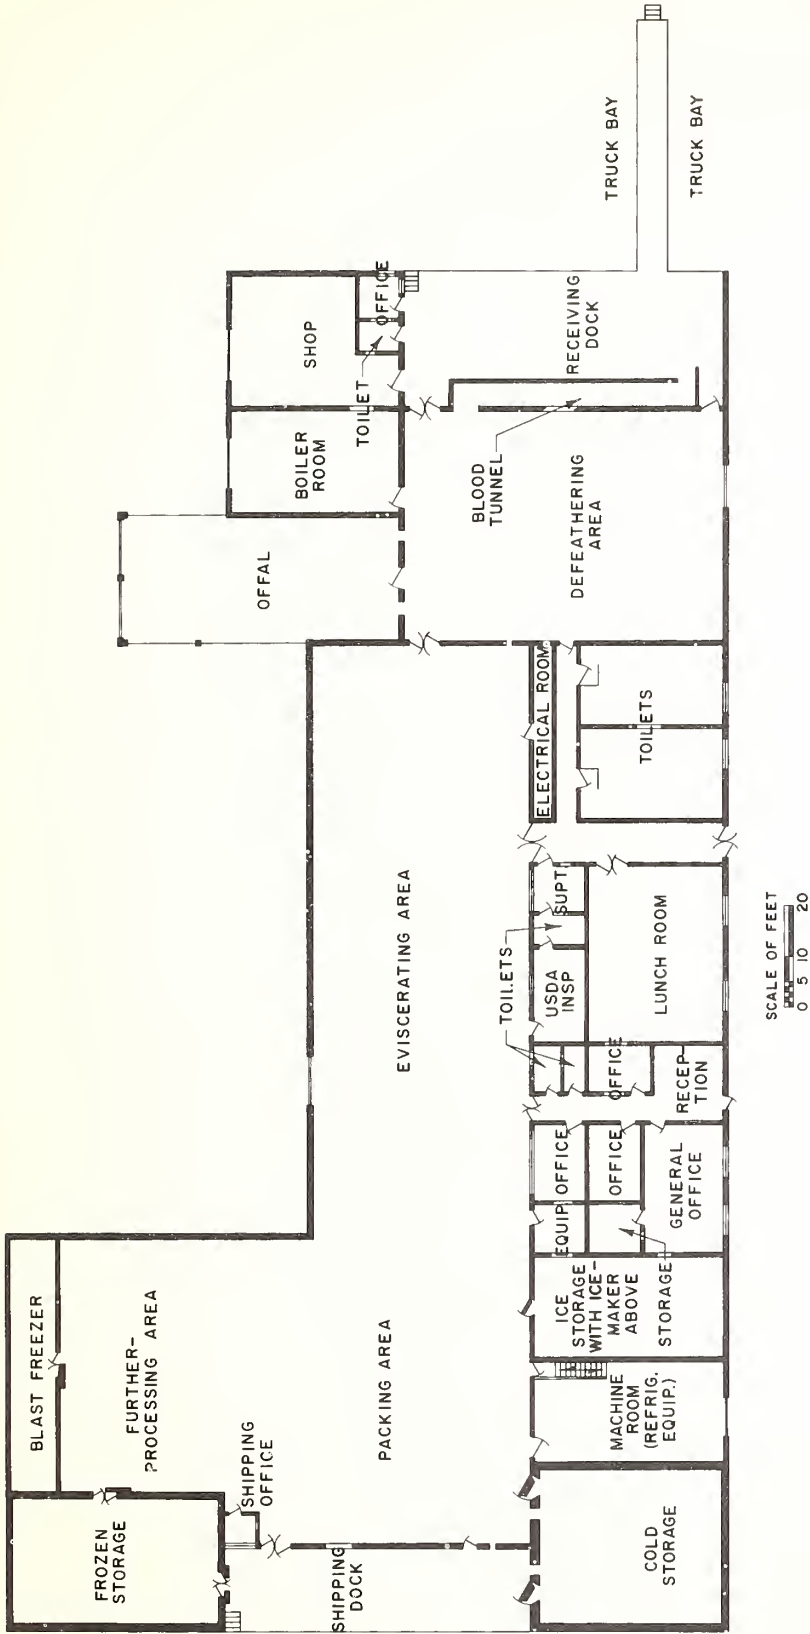 TRUCK BAY
TRUCK BAY
OFFICE
SHOP
TOILET
RECEIVING
DOCK
BOILER
ROOM
BLOOD
TUNNEL
OFFAL
DEFEATHERING
AREA
ELECTRICAL ROOM
TOILETS
EVISCERATING AREA
SUPT.
TOILETS
USDA
INSP
LUNCH ROOM
OFFICE
RECEP
TION
OFFICE
OFFICE
GENERAL
OFFICE
EQUIP
STORAGE
ICE
STORAGE
WITH ICE-
MAKER
ABOVE
BLAST FREEZER
FURTHER-
PROCESSING AREA
PACKING AREA
MACHINE
ROOM
(REFRIG.
EQUIP.)
SHIPPING
OFFICE
FROZEN
STORAGE
SHIPPING
DOCK
COLD
STORAGE
SCALE OF FEET
0 5 10 20